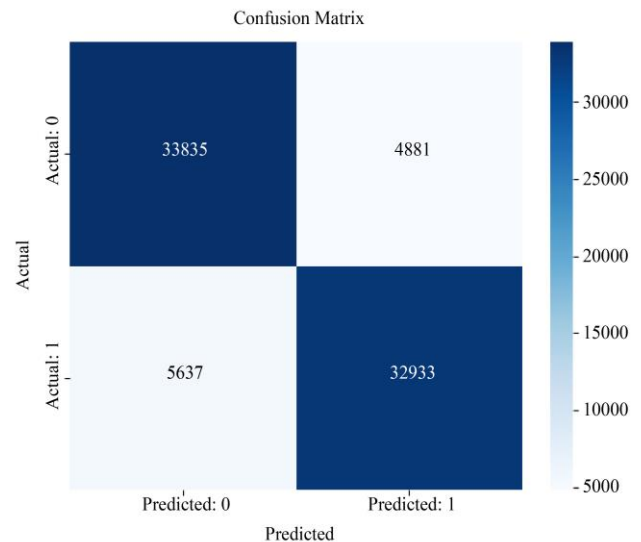 Confusion Matrix
Actual: 0
33835
4881
30000
25000
20000
Actual
15000
Actual: 1
5637
32933
10000
5000
Predicted: 0
Predicted: 1
Predicted